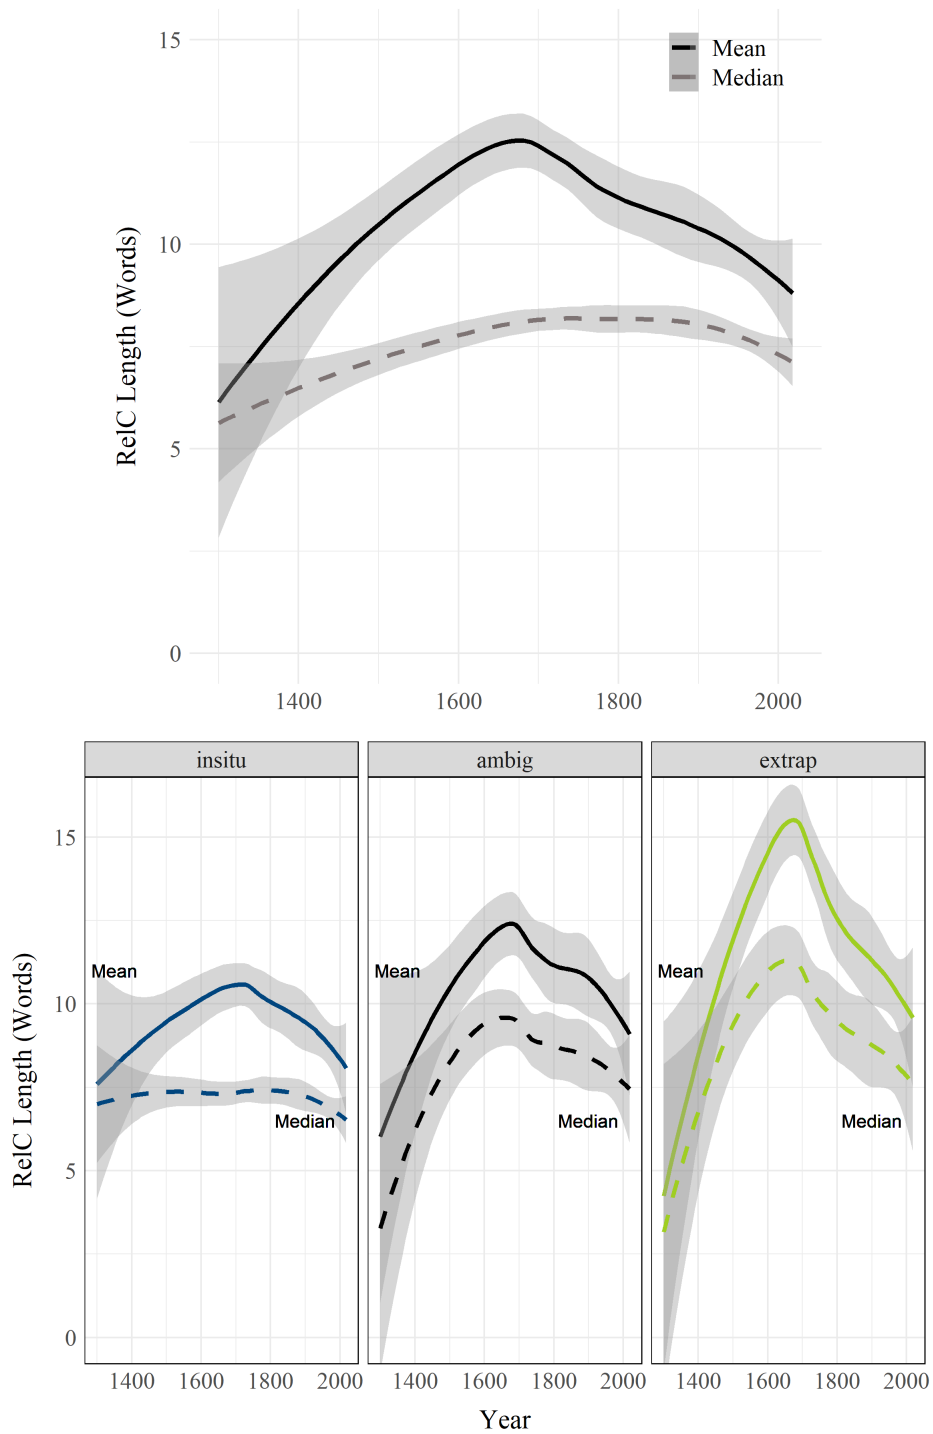 15
Mean
Median
10
RelC Length (Words)
5
0
1400 1600 1800 2000
insitu ambig extrap
15
Mean Mean Mean
10
RelC Length (Words)
Median Median Median
5
0
1400 1600 1800 2000 1400 1600 1800 2000 1400 1600 1800 2000
Year